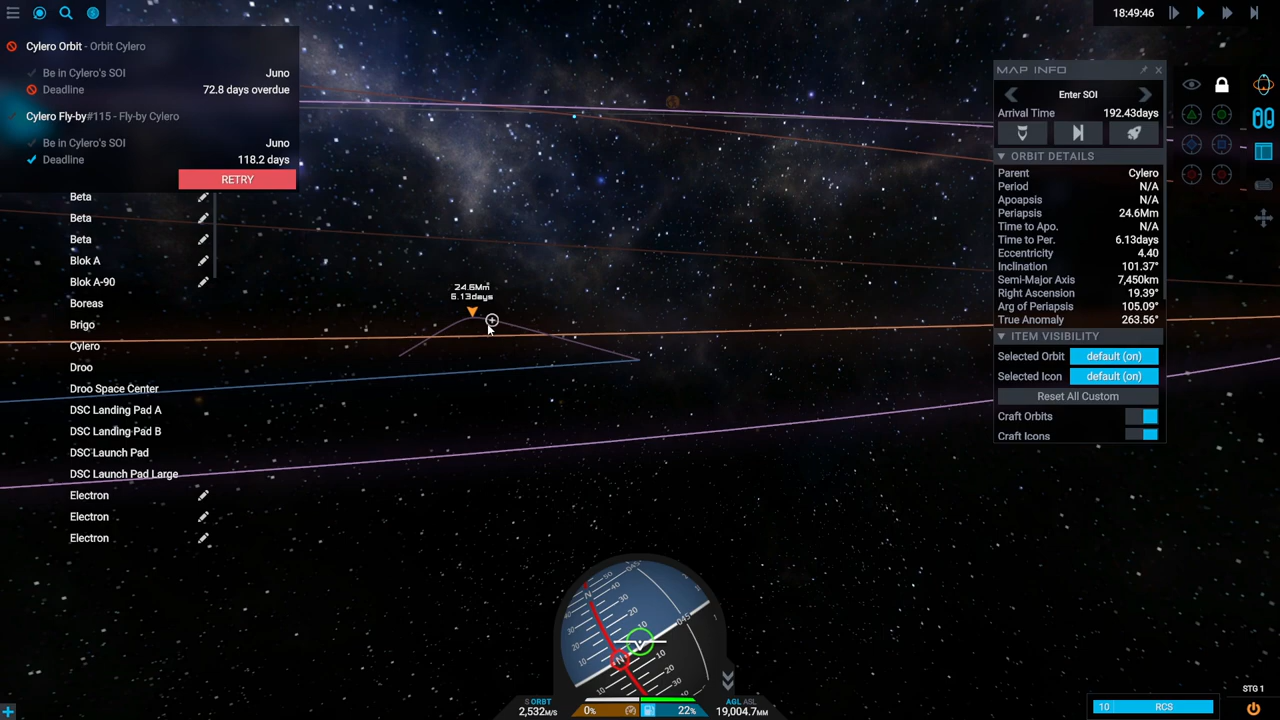 18:49:46
Cylero Orbit - Orbit Cylero
Be in Cylero's SOI Juno
Deadline 72.8 days overdue
Cylero Fly-by#115 - Fly-by Cylero
Be in Cylero's SOI Juno
Deadline 118.2 days
RETRY
Beta
Beta
Beta
Blok A
Blok A-90
Boreas
Brigo
Cylero
Droo
Droo Space Center
DSC Landing Pad A
DSC Landing Pad B
DSC Launch Pad
DSC Launch Pad Large
Electron
Electron
Electron
24.6Mm
6.13days
MAP INFO
Enter SOI
Arrival Time 192.43days
ORBIT DETAILS
Parent Cylero
Period N/A
Apoapsis N/A
Periapsis 24.6Mm
Time to Apo. N/A
Time to Per. 6.13days
Eccentricity 4.40
Inclination 101.37°
Semi-Major Axis 7,450km
Right Ascension 19.39°
Arg of Periapsis 105.09°
True Anomaly 263.56°
ITEM VISIBILITY
Selected Orbit default (on)
Selected Icon default (on)
Reset All Custom
Craft Orbits
Craft Icons
S ORBT
2,532M/S
0%
22%
AGL ASL
19,004.7MM
STG 1
10 RCS